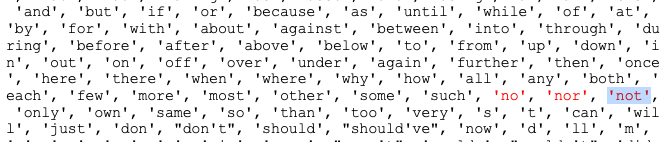 'and', 'but', 'if', 'or', 'because', 'as', 'until', 'while', 'of', 'at',
'by', 'for', 'with', 'about', 'against', 'between', 'into', 'through', 'du
ring', 'before', 'after', 'above', 'below', 'to', 'from', 'up', 'down', 'i
n', 'out', 'on', 'off', 'over', 'under', 'again', 'further', 'then', 'once
', 'here', 'there', 'when', 'where', 'why', 'how', 'all', 'any', 'both', '
each', 'few', 'more', 'most', 'other', 'some', 'such', 'no', 'nor', 'not',
'only', 'own', 'same', 'so', 'than', 'too', 'very', 's', 't', 'can', 'wil
l', 'just', 'don', "don't", 'should', "should've", 'now', 'd', 'll', 'm',